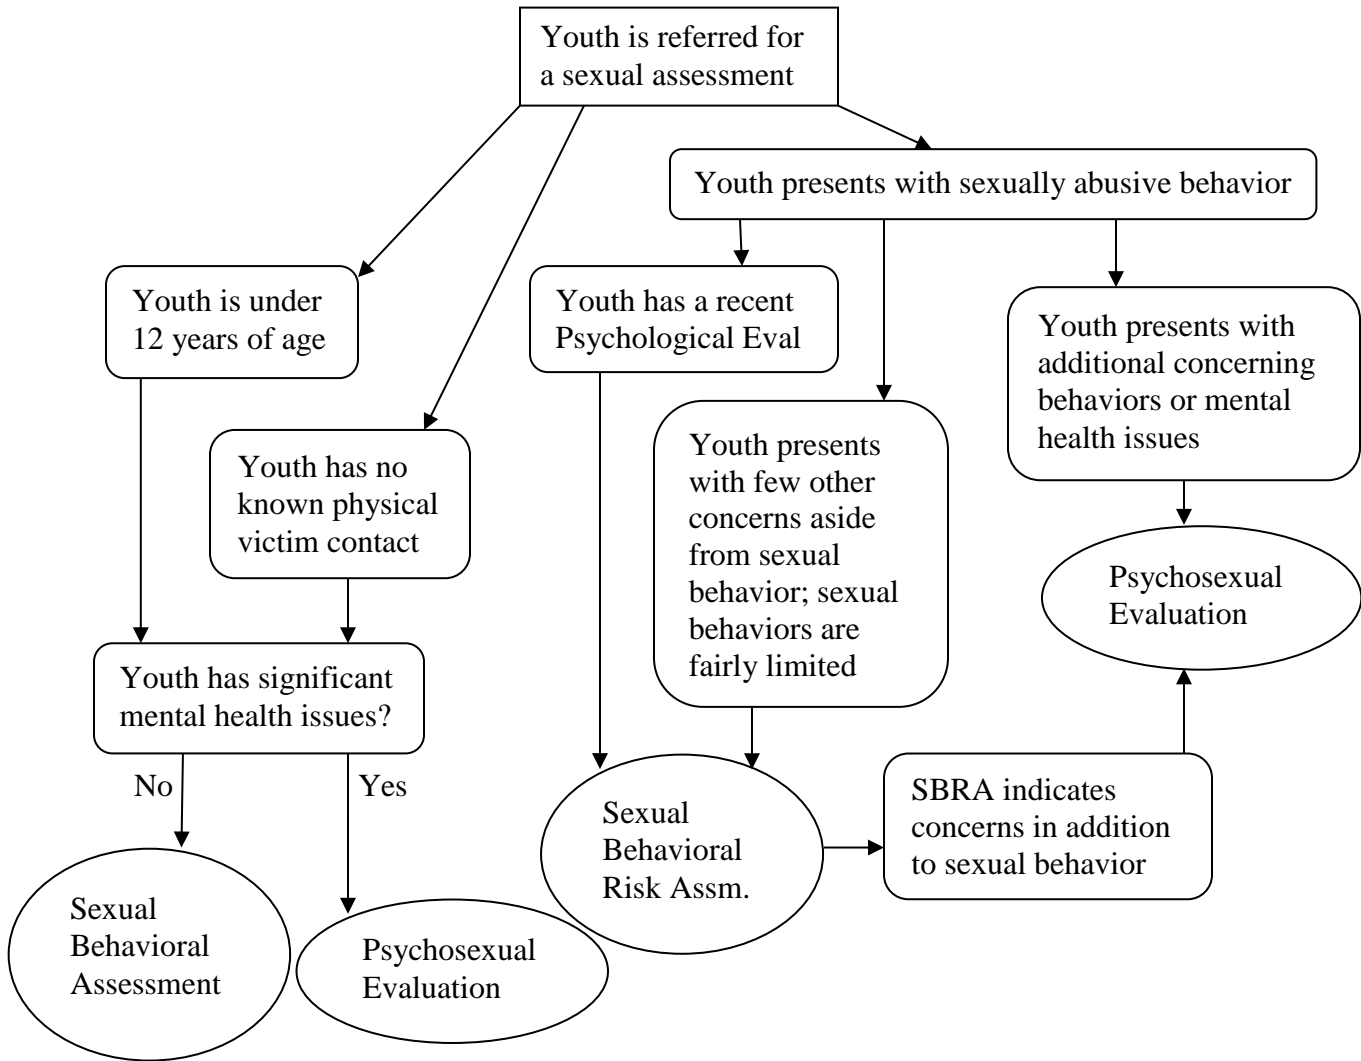 Youth is referred for
a sexual assessment
Youth presents with sexually abusive behavior
Youth is under
12 years of age
Youth has a recent
Psychological Eval
Youth presents with
additional concerning
behaviors or mental
health issues
Youth has no
known physical
victim contact
Youth presents
with few other
concerns aside
from sexual
behavior; sexual
behaviors are
fairly limited
Psychosexual
Evaluation
Youth has significant
mental health issues?
No
Yes
Sexual
Behavioral
Risk Assm.
SBRA indicates
concerns in addition
to sexual behavior
Sexual
Behavioral
Assessment
Psychosexual
Evaluation